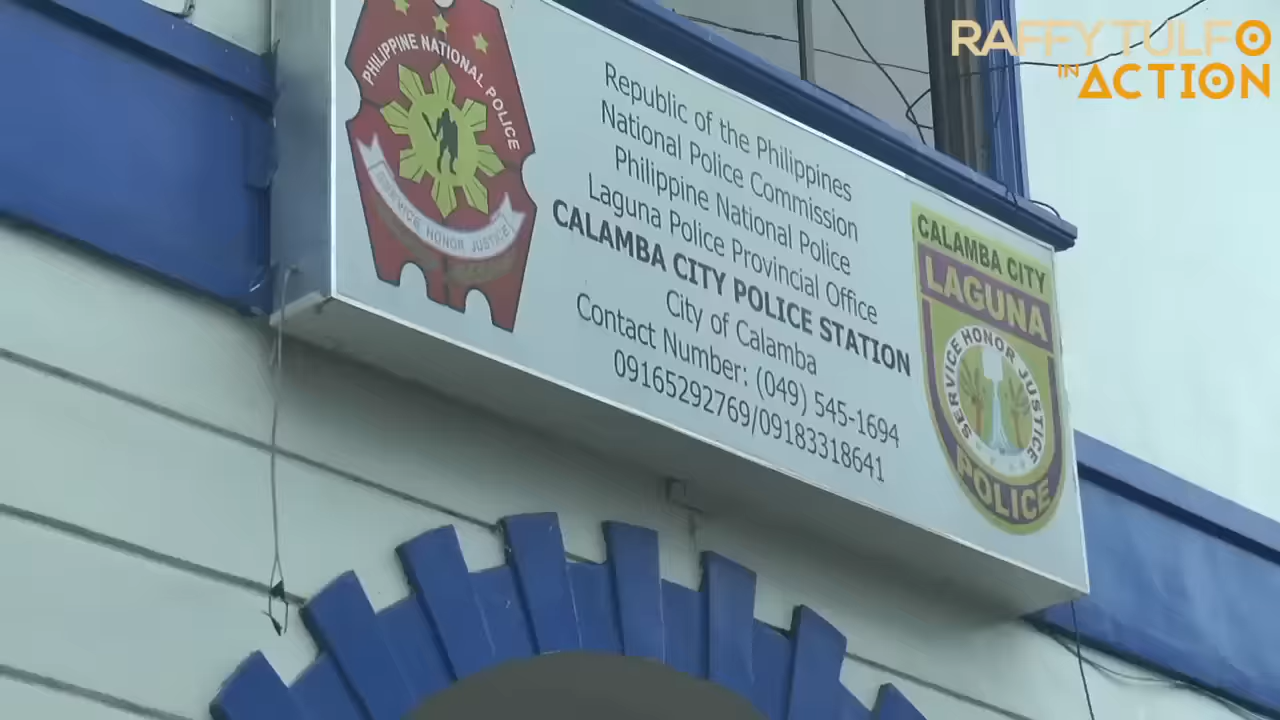 RAFFY TULFO
IN ACTION
PHILIPPINE NATIONAL POLICE
SERVICE HONOR JUSTICE
Republic of the Philippines
National Police Commission
Philippine National Police
Laguna Police Provincial Office
CALAMBA CITY POLICE STATION
City of Calamba
Contact Number: (049) 545-1694
09165292769/09183318641
CALAMBA CITY
LAGUNA
SERVICE HONOR JUSTICE
POLICE